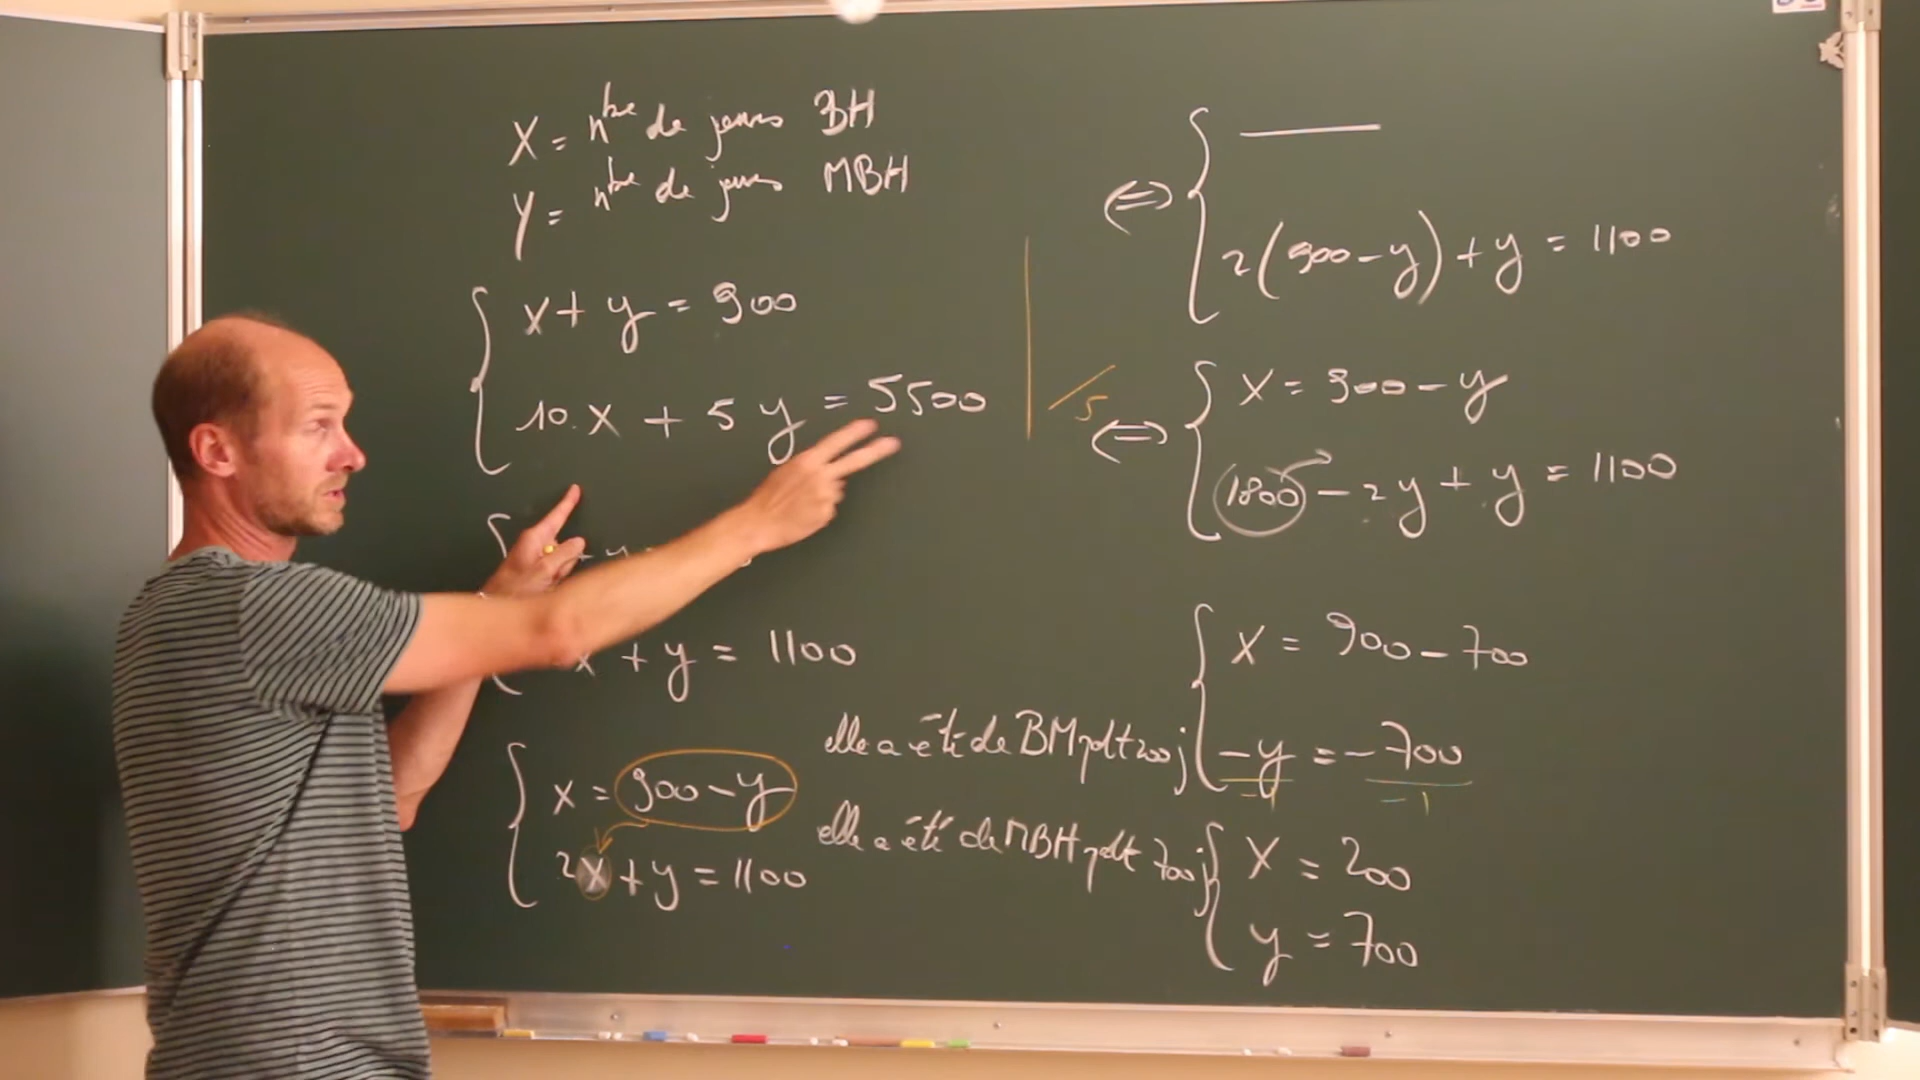 X = nbre de jours BH
Y = nbre de jours MBH
x + y = 900
10.x + 5y = 5500
/5
x + y = 1100
x = 900 - y
2x + y = 1100
⇔
2(900 - y) + y = 1100
⇔ x = 900 - y
1800 - 2y + y = 1100
x = 900 - 700
-y = -700
-1 -1
x = 200
y = 700
elle a été de BM pdt 200 j
elle a été de MBH pdt 700 j